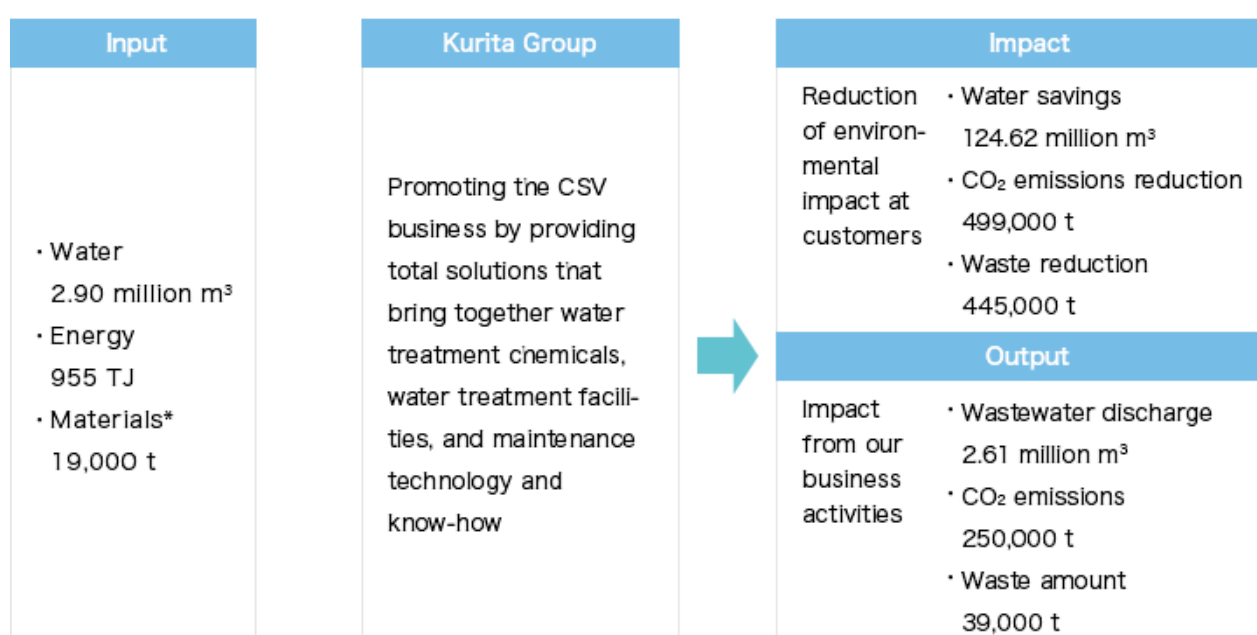 Input
・Water
2.90 million m³
・Energy
955 TJ
・Materials*
19,000 t
Kurita Group
Promoting the CSV
business by providing
total solutions that
bring together water
treatment chemicals,
water treatment facili-
ties, and maintenance
technology and
know-how
Impact
Reduction
of environ-
mental
impact at
customers
・Water savings
124.62 million m³
・CO₂ emissions reduction
499,000 t
・Waste reduction
445,000 t
Output
Impact
from our
business
activities
・Wastewater discharge
2.61 million m³
・CO₂ emissions
250,000 t
・Waste amount
39,000 t